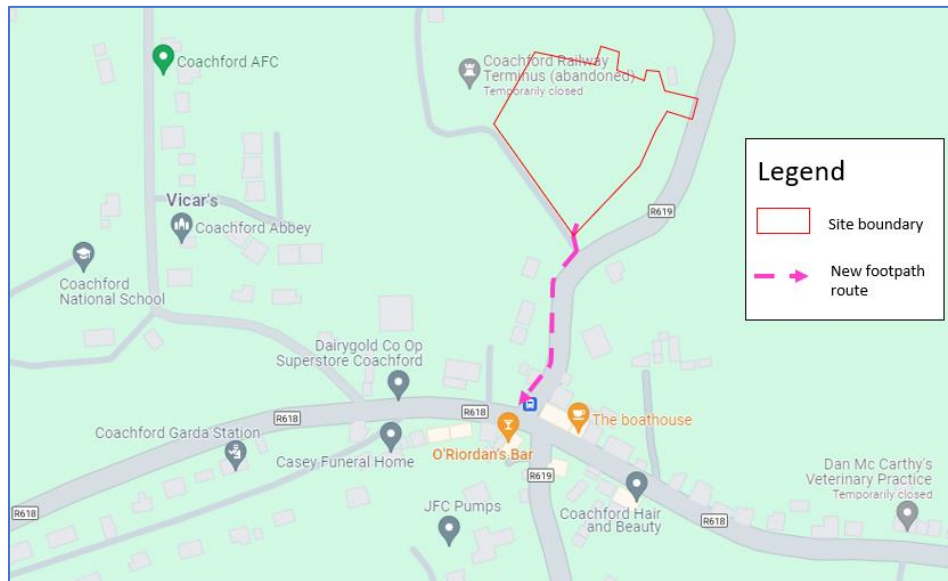 Coachford AFC
Coachford Railway
Terminus (abandoned)
Temporarily closed
Legend
Site boundary
New footpath
route
R619
Vicar's
Coachford Abbey
Coachford
National School
Dairygold Co Op
Superstore Coachford
R618
R618
The boathouse
O'Riordan's Bar
Coachford Garda Station
Casey Funeral Home
R619
Dan Mc Carthy's
Veterinary Practice
Temporarily closed
JFC Pumps
Coachford Hair
and Beauty
R618
R618